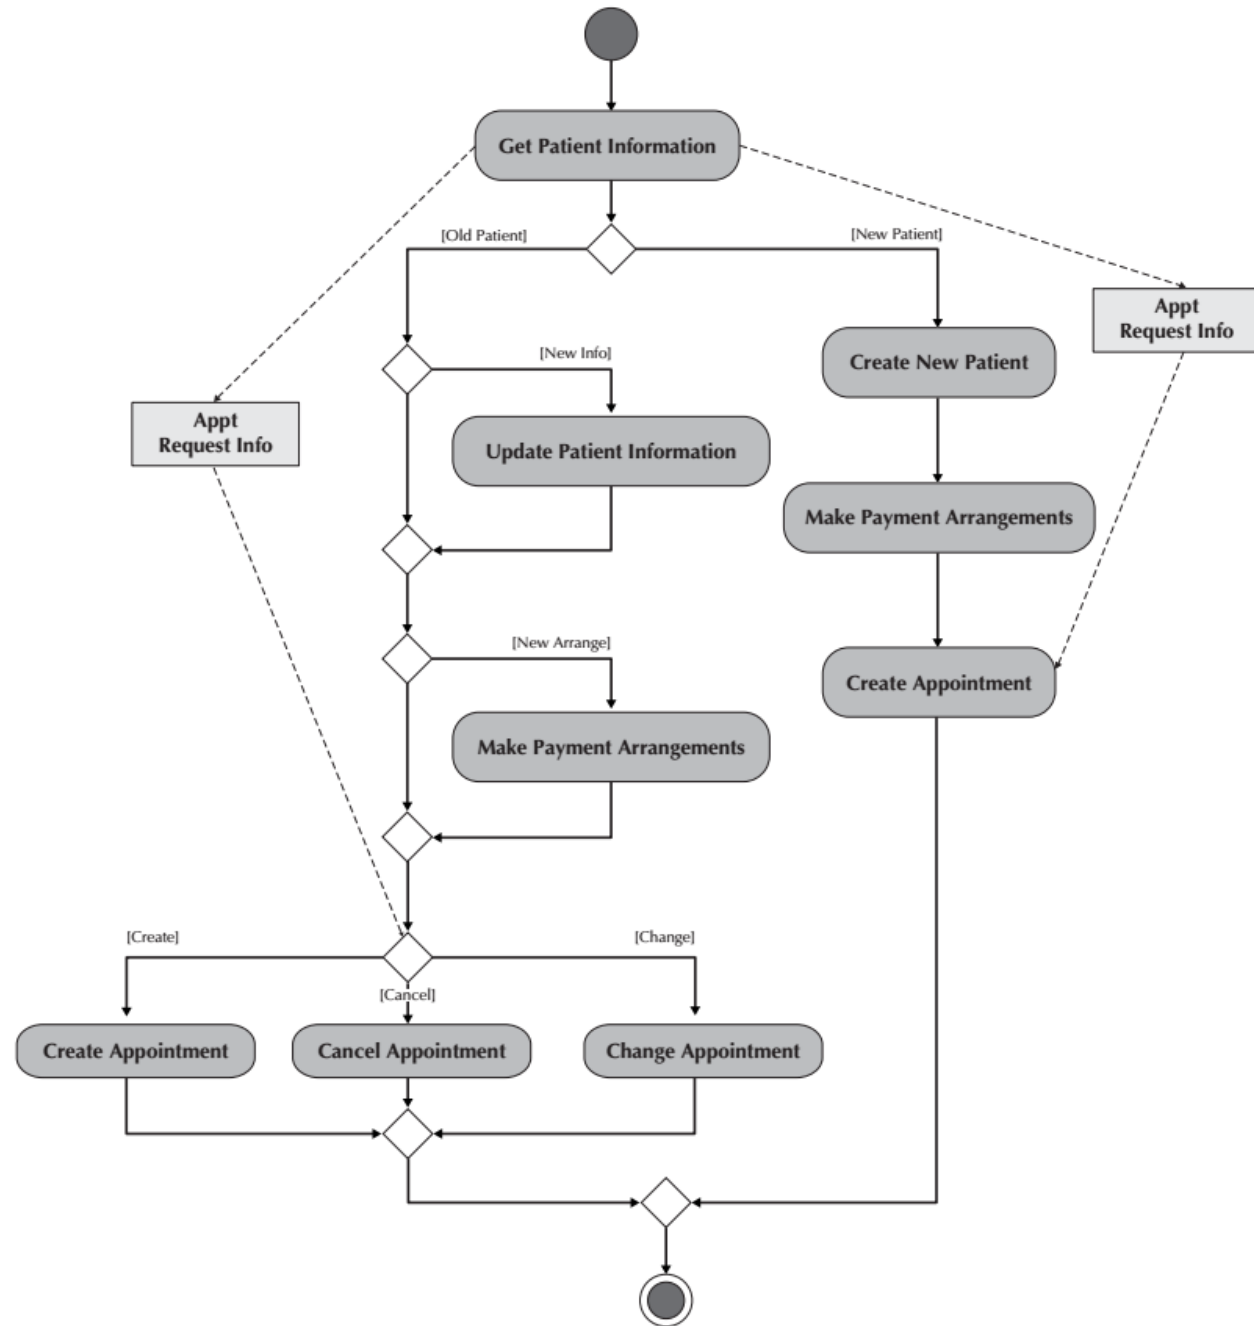 Get Patient Information
[Old Patient]
[New Patient]
Appt
Request Info
[New Info]
Create New Patient
Appt
Request Info
Update Patient Information
Make Payment Arrangements
[New Arrange]
Create Appointment
Make Payment Arrangements
[Create]
[Change]
[Cancel]
Create Appointment
Cancel Appointment
Change Appointment